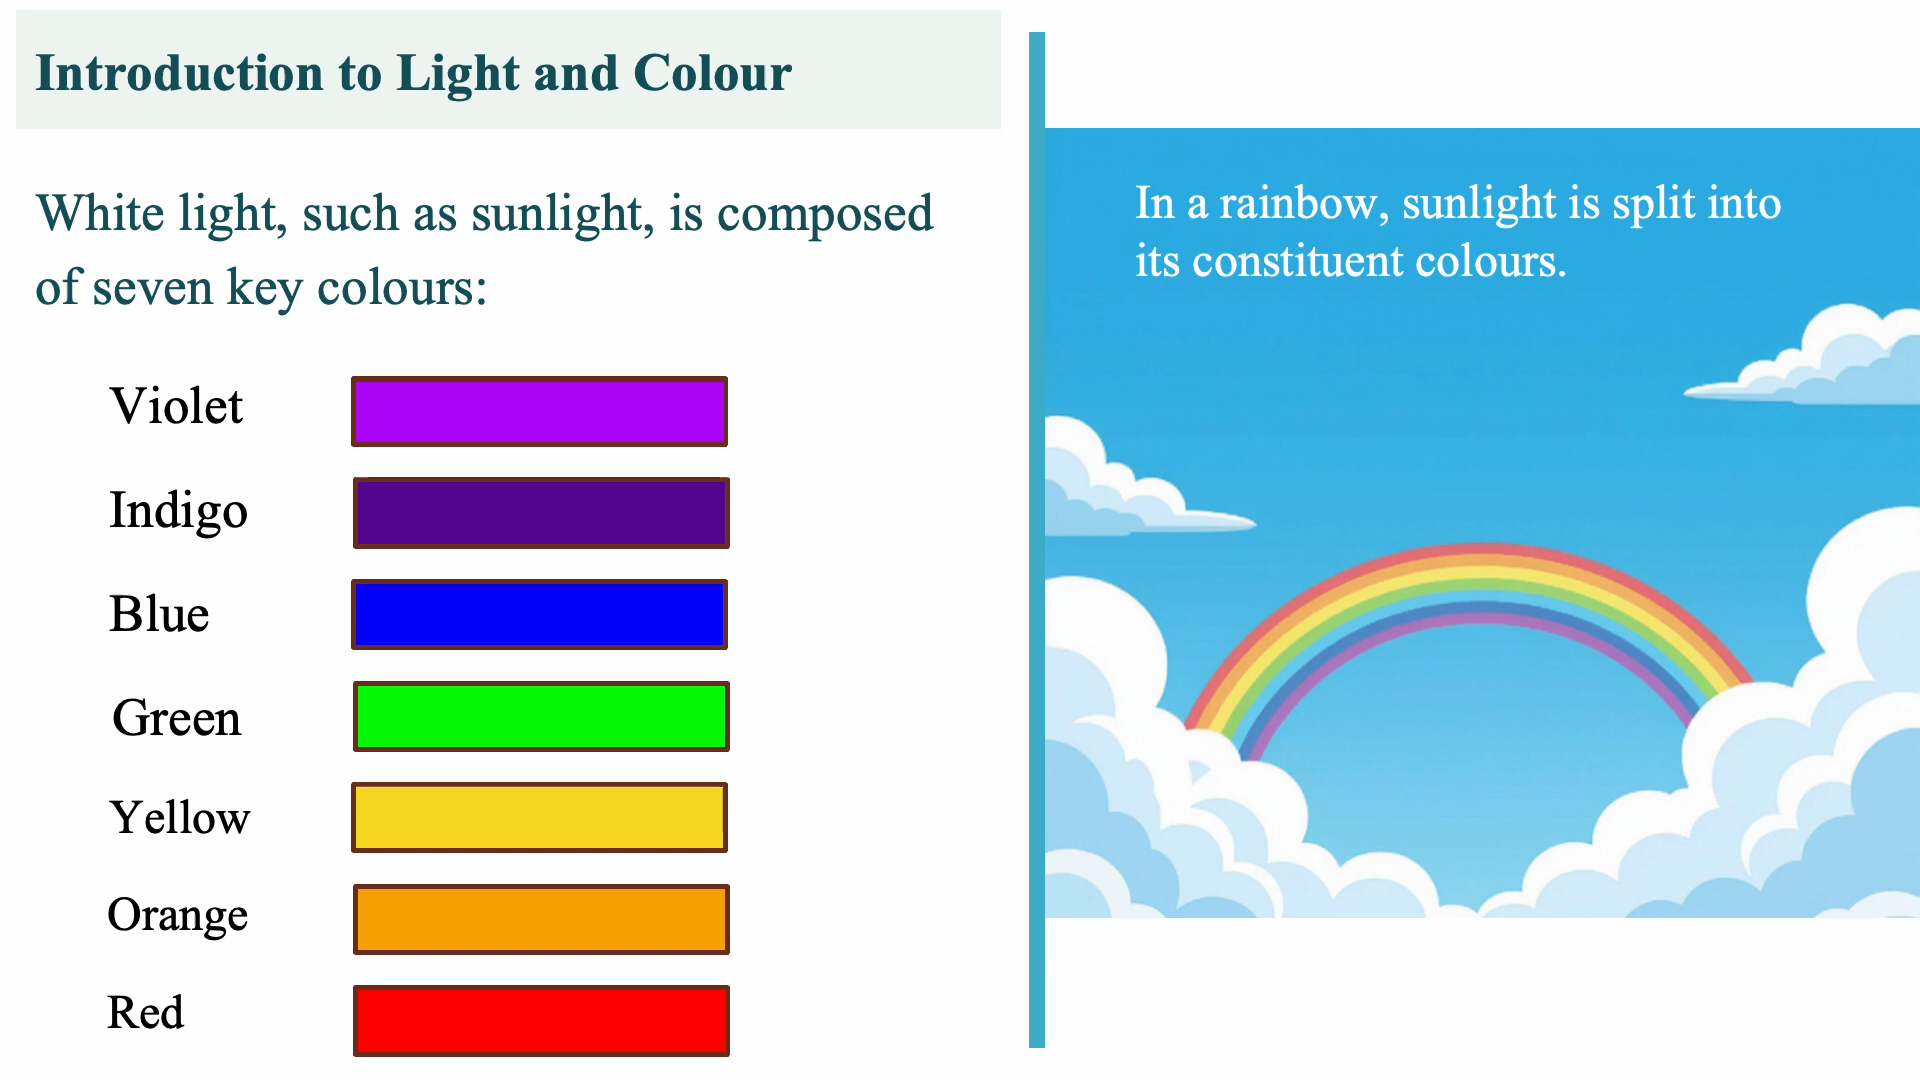 Introduction to Light and Colour
White light, such as sunlight, is composed
of seven key colours:
Violet
Indigo
Blue
Green
Yellow
Orange
Red
In a rainbow, sunlight is split into
its constituent colours.